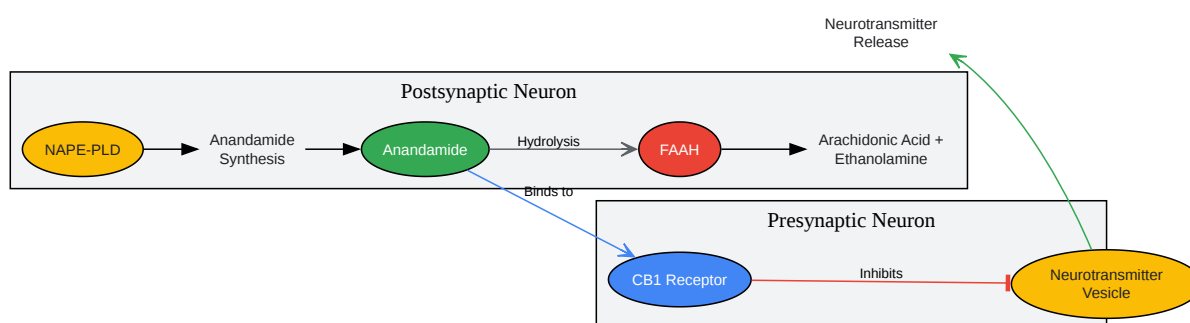 Neurotransmitter
Release
Postsynaptic Neuron
NAPE-PLD
Anandamide
Synthesis
Anandamide
Hydrolysis
FAAH
Arachidonic Acid +
Ethanolamine
Binds to
Presynaptic Neuron
CB1 Receptor
Inhibits
Neurotransmitter
Vesicle